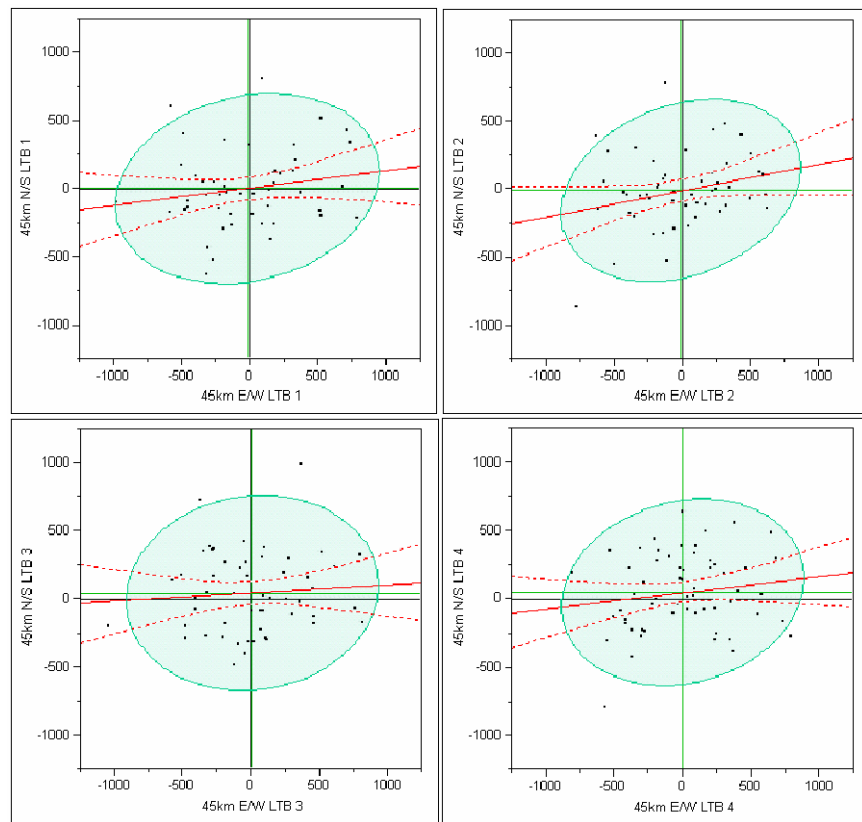 1000
500
0
-500
-1000
45km N/S LTB 1
-1000 -500 0 500 1000
45km E/W LTB 1
1000
500
0
-500
-1000
45km N/S LTB 2
-1000 -500 0 500 1000
45km E/W LTB 2
1000
500
0
-500
-1000
45km N/S LTB 3
-1000 -500 0 500 1000
45km E/W LTB 3
1000
500
0
-500
-1000
45km N/S LTB 4
-1000 -500 0 500 1000
45km E/W LTB 4